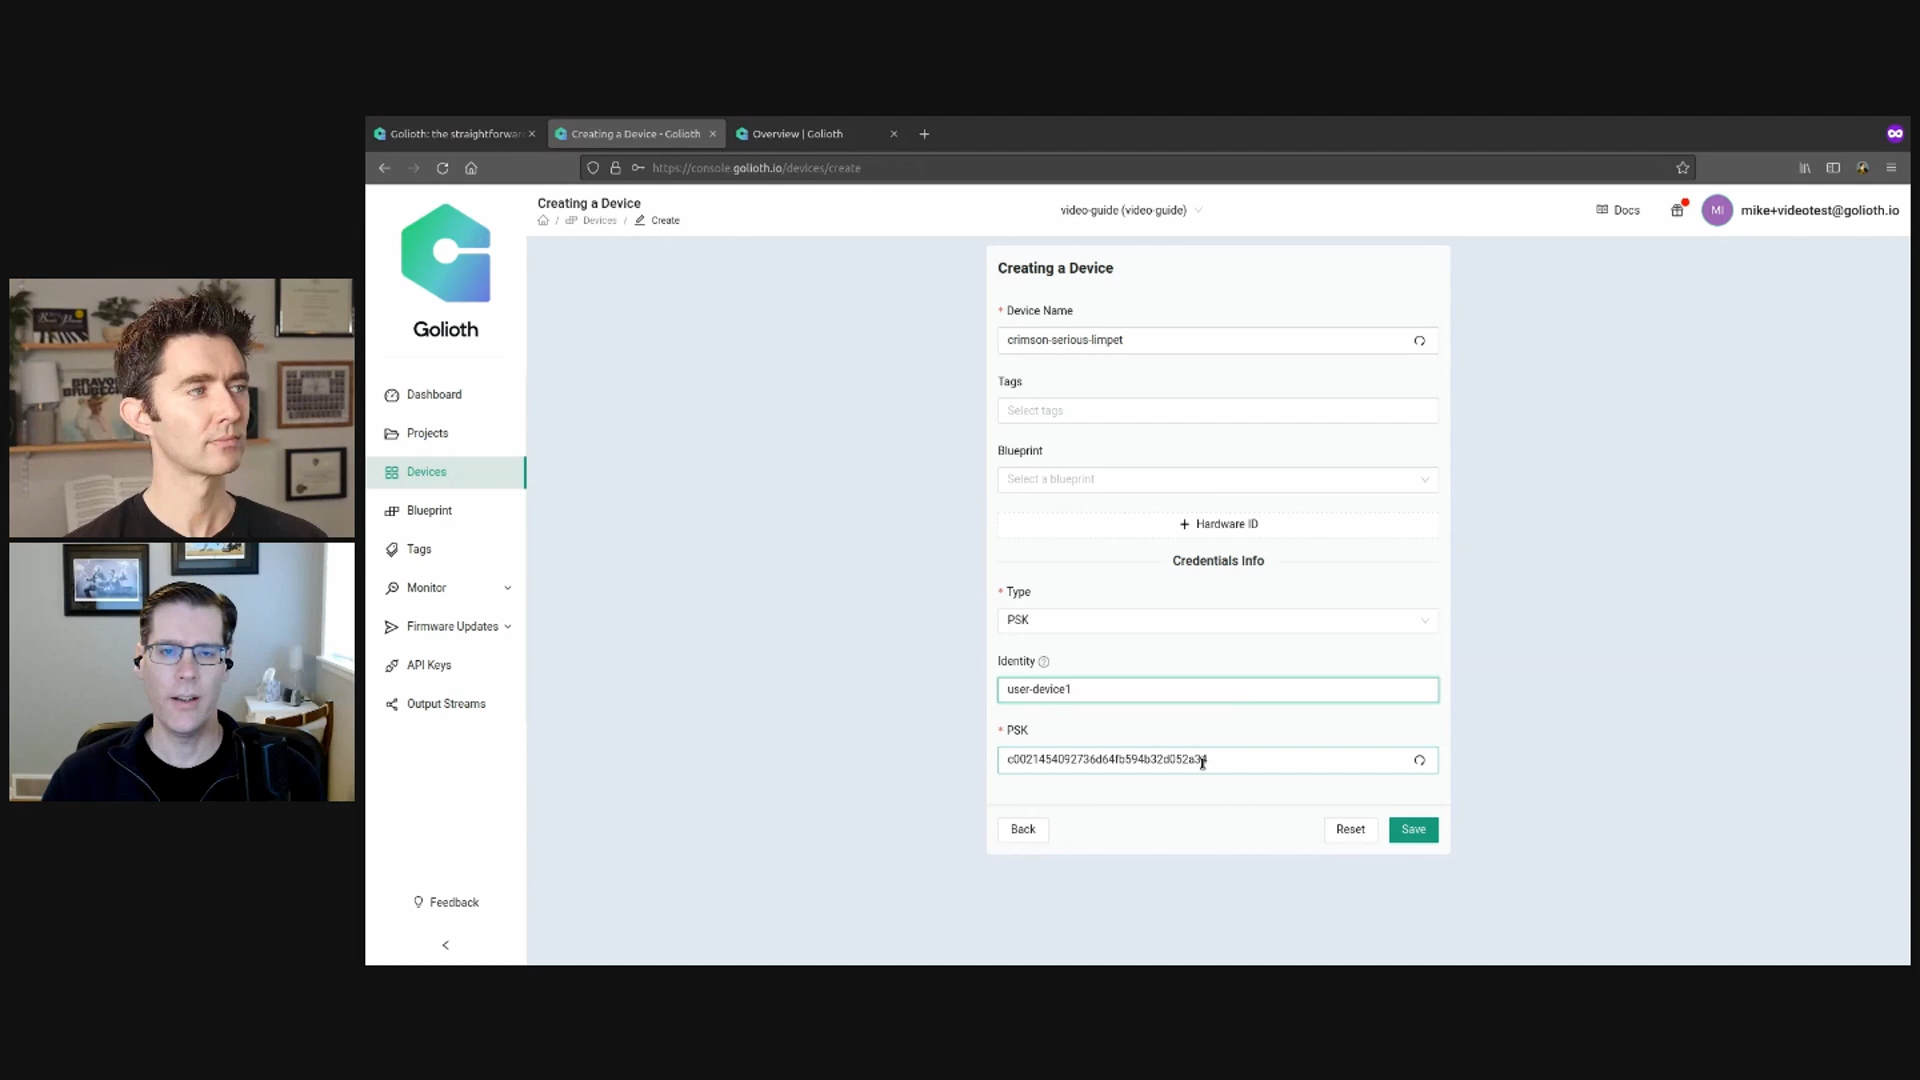 Golioth: the straightforwar
Creating a Device - Golioth
Overview | Golioth
https://console.golioth.io/devices/create
Creating a Device
Devices / Create
video-guide (video-guide)
Docs
MI
mike+videotest@golioth.io
Golioth
Dashboard
Projects
Devices
Blueprint
Tags
Monitor
Firmware Updates
API Keys
Output Streams
Feedback
Creating a Device
* Device Name
crimson-serious-limpet
Tags
Select tags
Blueprint
Select a blueprint
+ Hardware ID
Credentials Info
* Type
PSK
Identity
user-device1
* PSK
Back
Reset
Save
BRAVO
BRUBECK